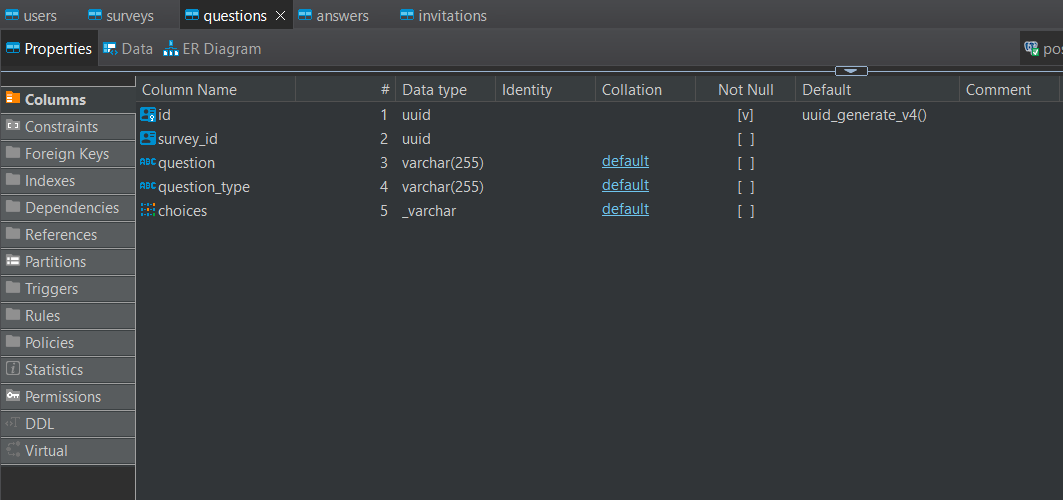 users surveys questions answers invitations
Properties Data ER Diagram pos
Columns Column Name # Data type Identity Collation Not Null Default Comment
Constraints id 1 uuid [v] uuid_generate_v4()
Foreign Keys survey_id 2 uuid [ ]
Indexes ABC question 3 varchar(255) default [ ]
Dependencies ABC question_type 4 varchar(255) default [ ]
References choices 5 _varchar default [ ]
Partitions
Triggers
Rules
Policies
Statistics
Permissions
DDL
Virtual